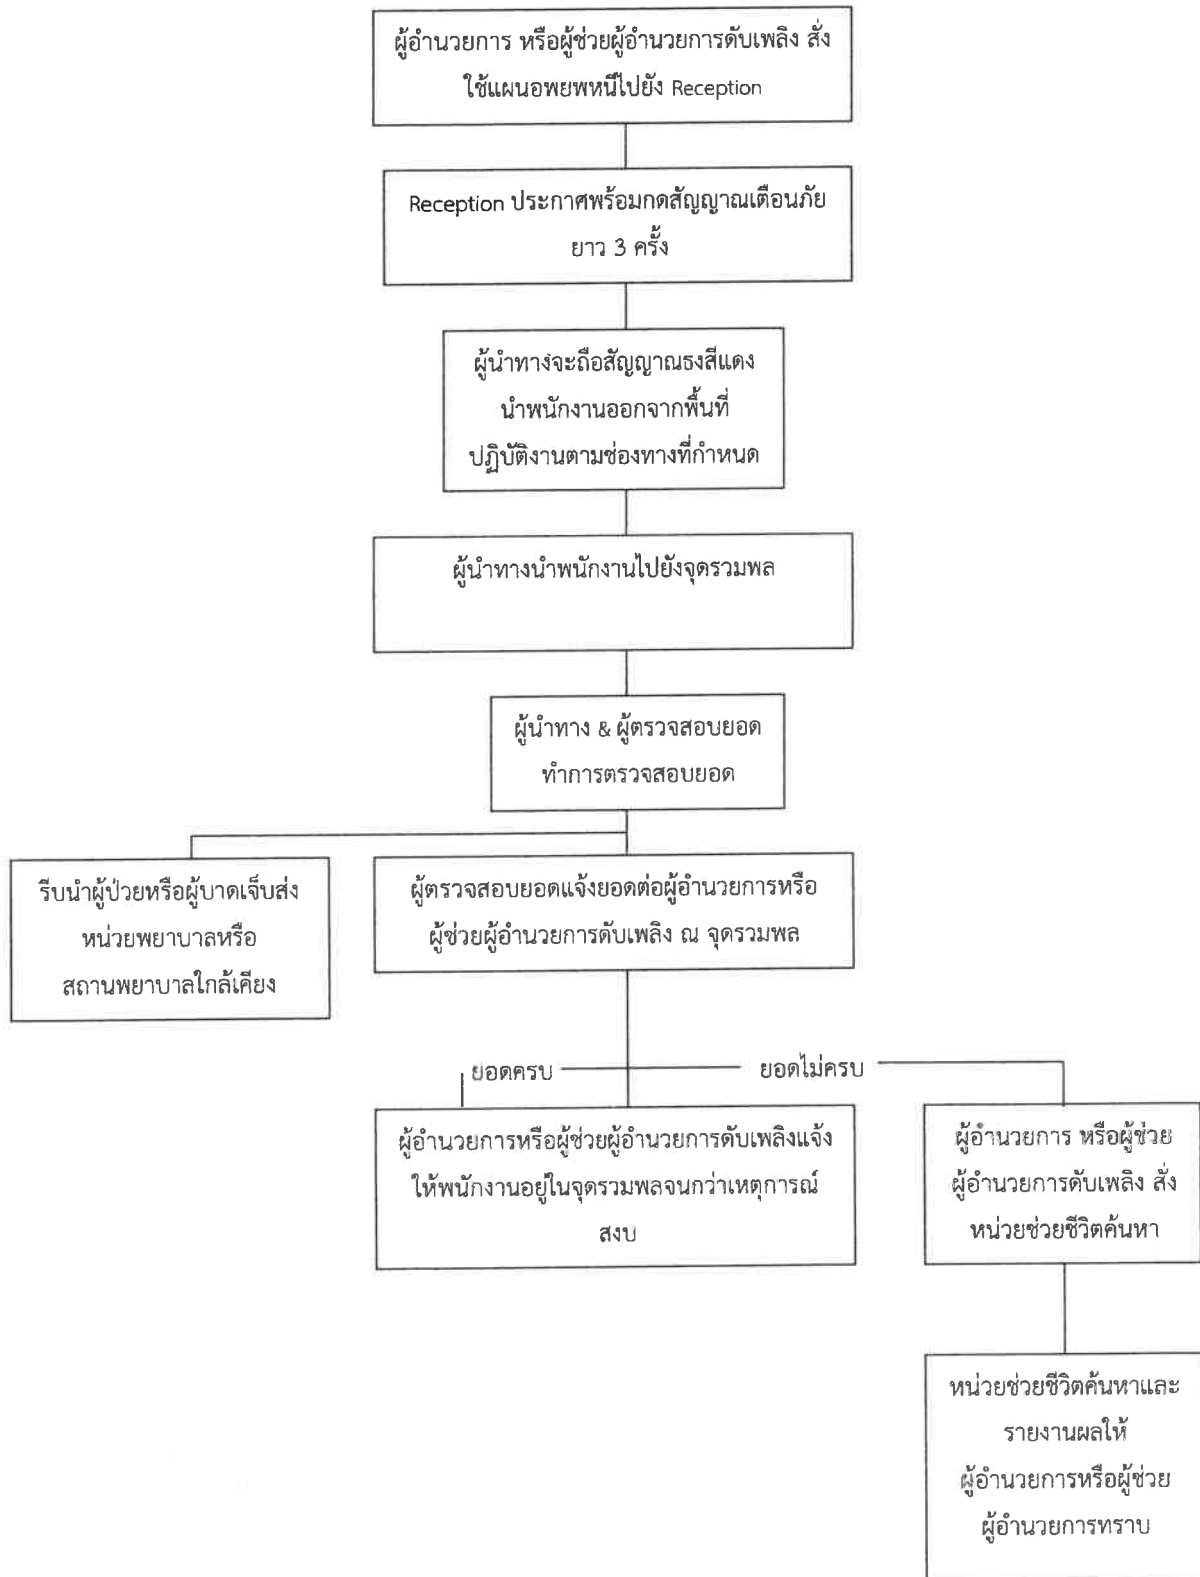 ผู้อำนวยการ หรือผู้ช่วยผู้อำนวยการดับเพลิง สั่ง
ใช้แผนอพยพหนีไปยัง Reception
Reception ประกาศพร้อมกดสัญญาณเตือนภัย
ยาว 3 ครั้ง
ผู้นำทางจะถือสัญญาณธงสีแดง
นำพนักงานออกจากพื้นที่
ปฏิบัติงานตามช่องทางที่กำหนด
ผู้นำทางนำพนักงานไปยังจุดรวมพล
ผู้นำทาง & ผู้ตรวจสอบยอด
ทำการตรวจสอบยอด
รีบนำผู้ป่วยหรือผู้บาดเจ็บส่ง
หน่วยพยาบาลหรือ
สถานพยาบาลใกล้เคียง
ผู้ตรวจสอบยอดแจ้งยอดต่อผู้อำนวยการหรือ
ผู้ช่วยผู้อำนวยการดับเพลิง ณ จุดรวมพล
ยอดครบ
ยอดไม่ครบ
ผู้อำนวยการหรือผู้ช่วยผู้อำนวยการดับเพลิงแจ้ง
ให้พนักงานอยู่ในจุดรวมพลจนกว่าเหตุการณ์
สงบ
ผู้อำนวยการ หรือผู้ช่วย
ผู้อำนวยการดับเพลิง สั่ง
หน่วยช่วยชีวิตค้นหา
หน่วยช่วยชีวิตค้นหาและ
รายงานผลให้
ผู้อำนวยการหรือผู้ช่วย
ผู้อำนวยการทราบ